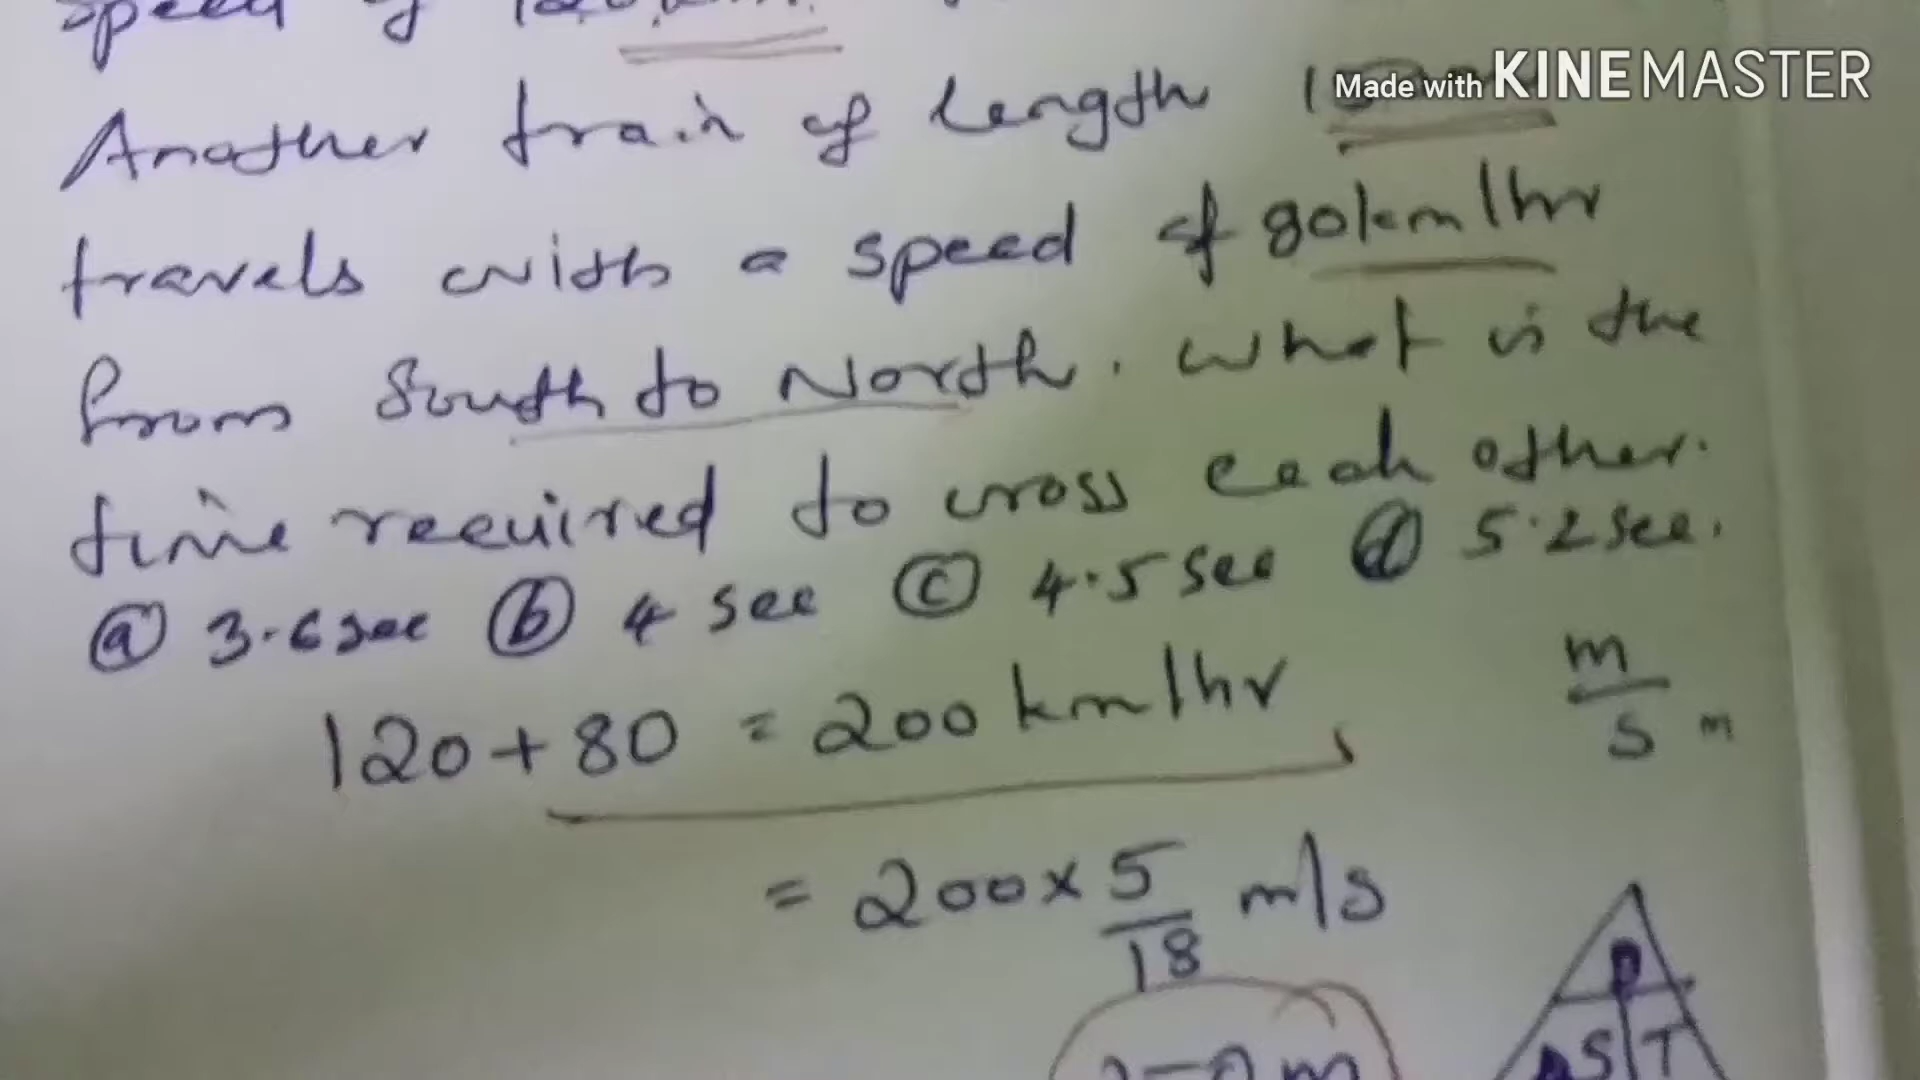 speed of
Made with KINEMASTER
Another train of length
travels with a speed of 80km/hr
from South to North. What is the
time required to cross each other.
(a) 3.6 sec (b) 4 sec (c) 4.5 sec (d) 5.2 sec.
120+80 = 200 km/hr
m/s m
= 200 × 5/18 m/s
D
S T